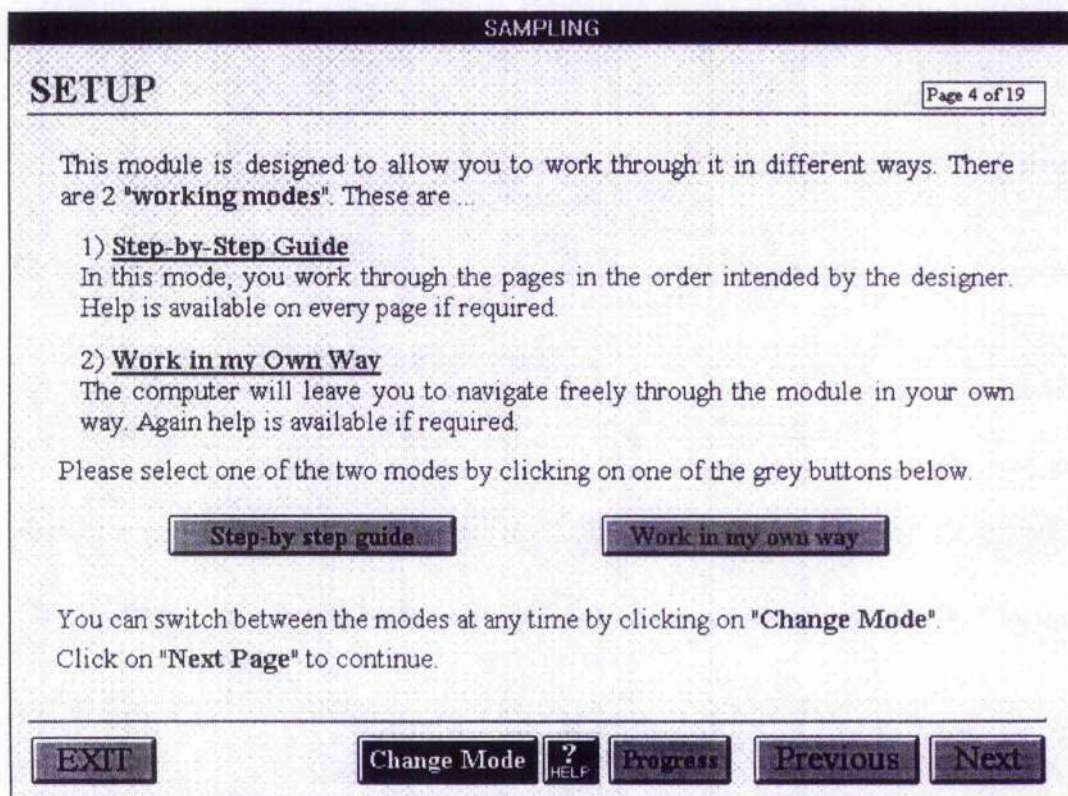 SAMPLING
SETUP
Page 4 of 19
This module is designed to allow you to work through it in different ways. There
are 2 "working modes". These are ...
1) Step-by-Step Guide
In this mode, you work through the pages in the order intended by the designer.
Help is available on every page if required.
2) Work in my Own Way
The computer will leave you to navigate freely through the module in your own
way. Again help is available if required.
Please select one of the two modes by clicking on one of the grey buttons below.
Step-by step guide Work in my own way
You can switch between the modes at any time by clicking on "Change Mode".
Click on "Next Page" to continue.
EXIT Change Mode ? HELP Progress Previous Next